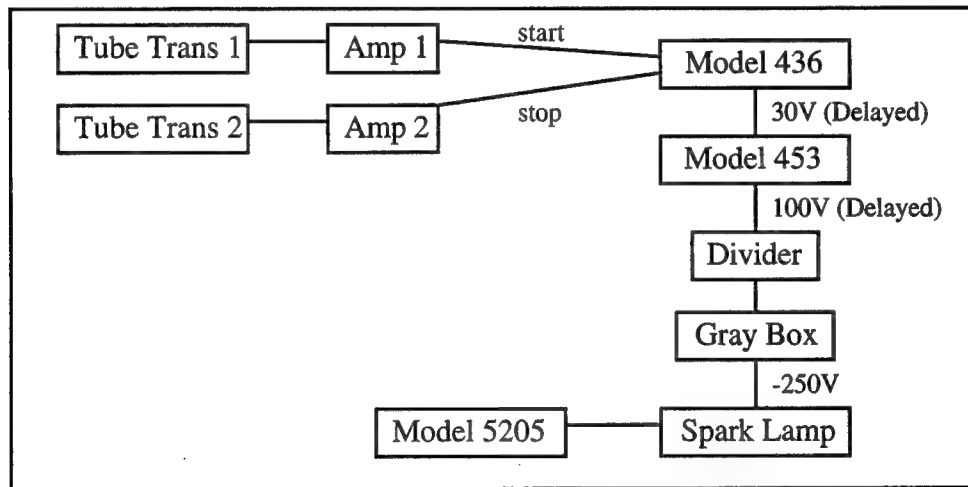 Tube Trans 1
Amp 1
start
Model 436
Tube Trans 2
Amp 2
stop
30V (Delayed)
Model 453
100V (Delayed)
Divider
Gray Box
-250V
Model 5205
Spark Lamp